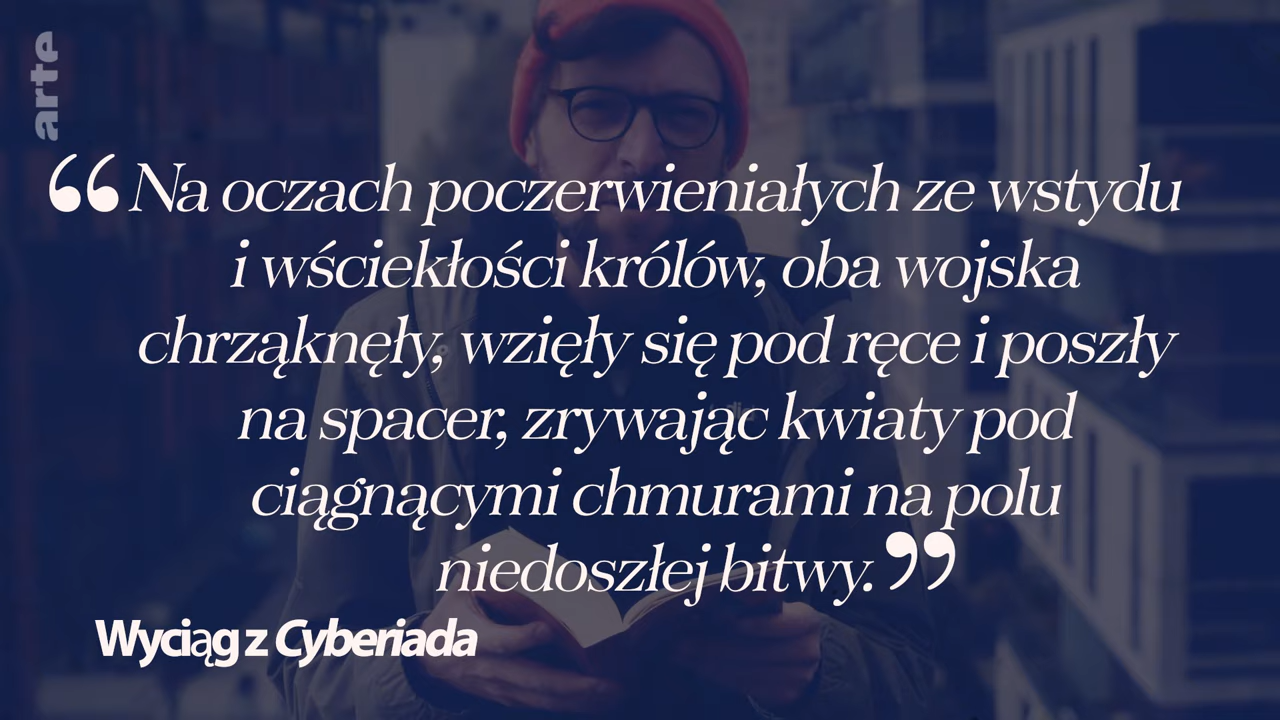 arte
“Na oczach poczerwieniałych ze wstydu
i wściekłości królów, oba wojska
chrząknęły, wzięły się pod ręce i poszły
na spacer, zrywając kwiaty pod
ciągnącymi chmurami na polu
niedoszłej bitwy.”
Wyciąg z Cyberiada